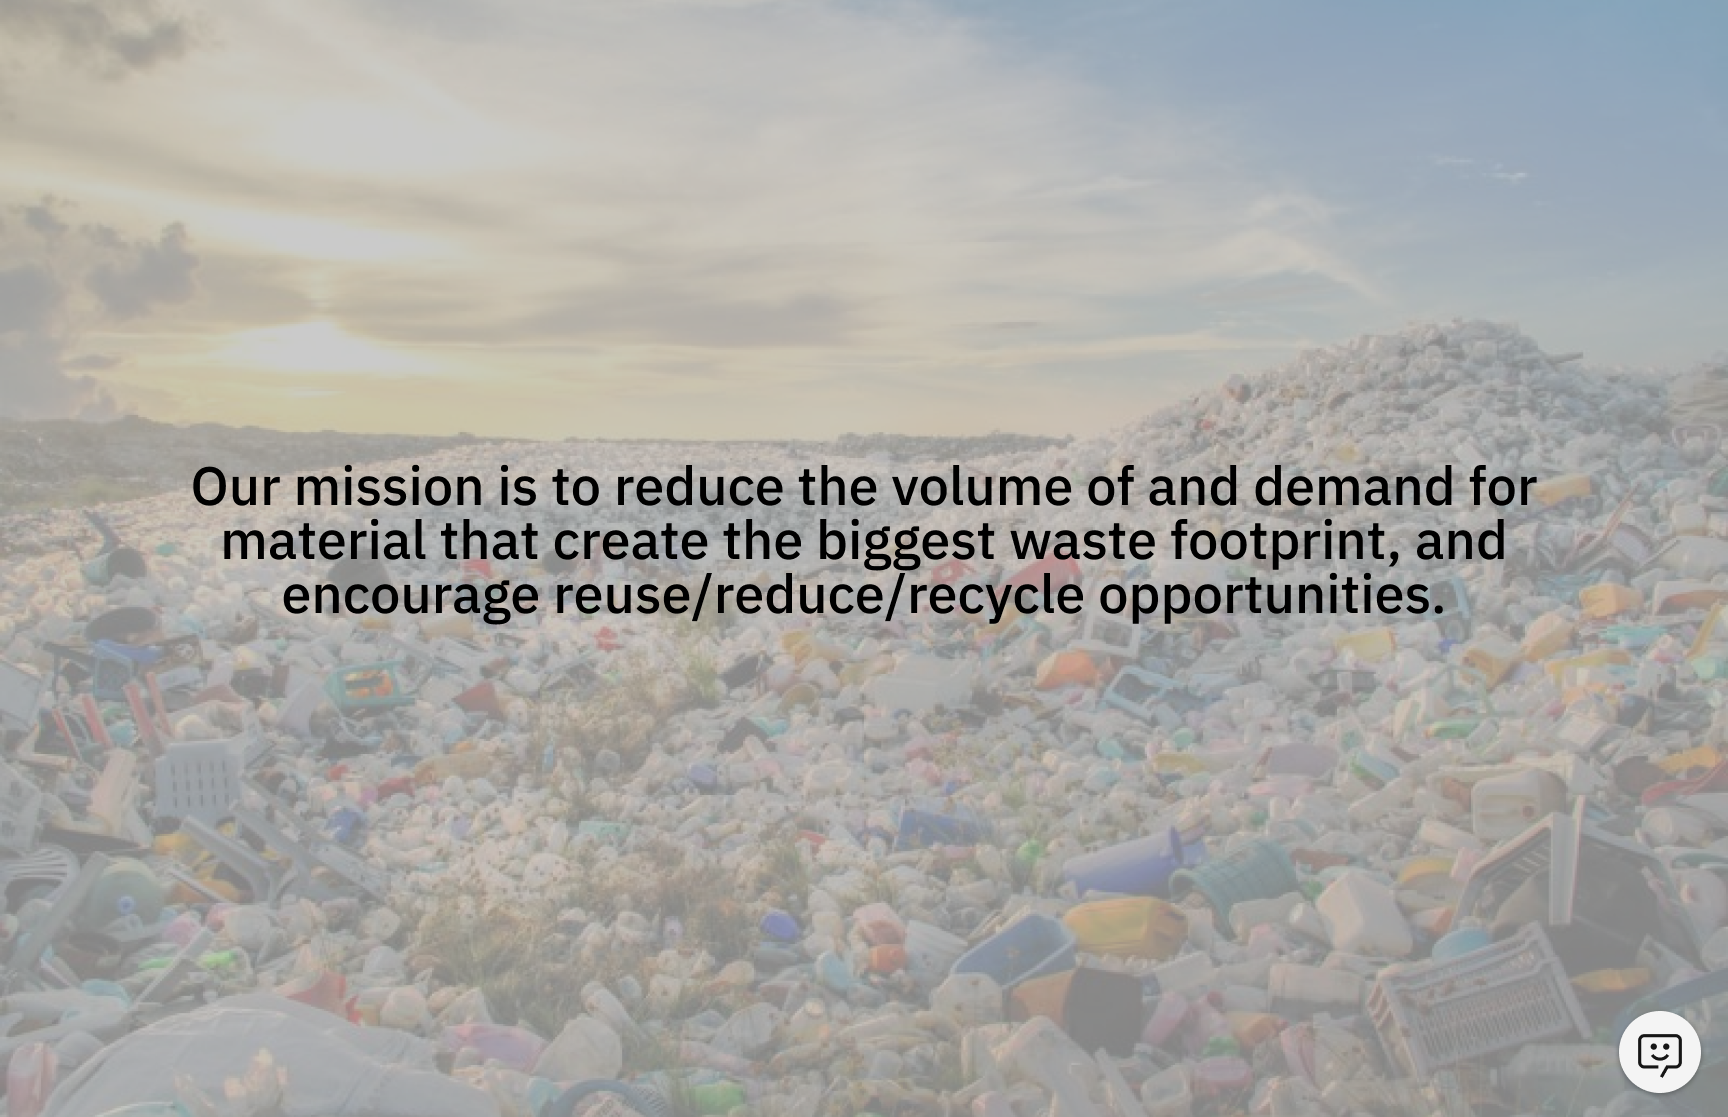 Our mission is to reduce the volume of and demand for
material that create the biggest waste footprint, and
encourage reuse/reduce/recycle opportunities.